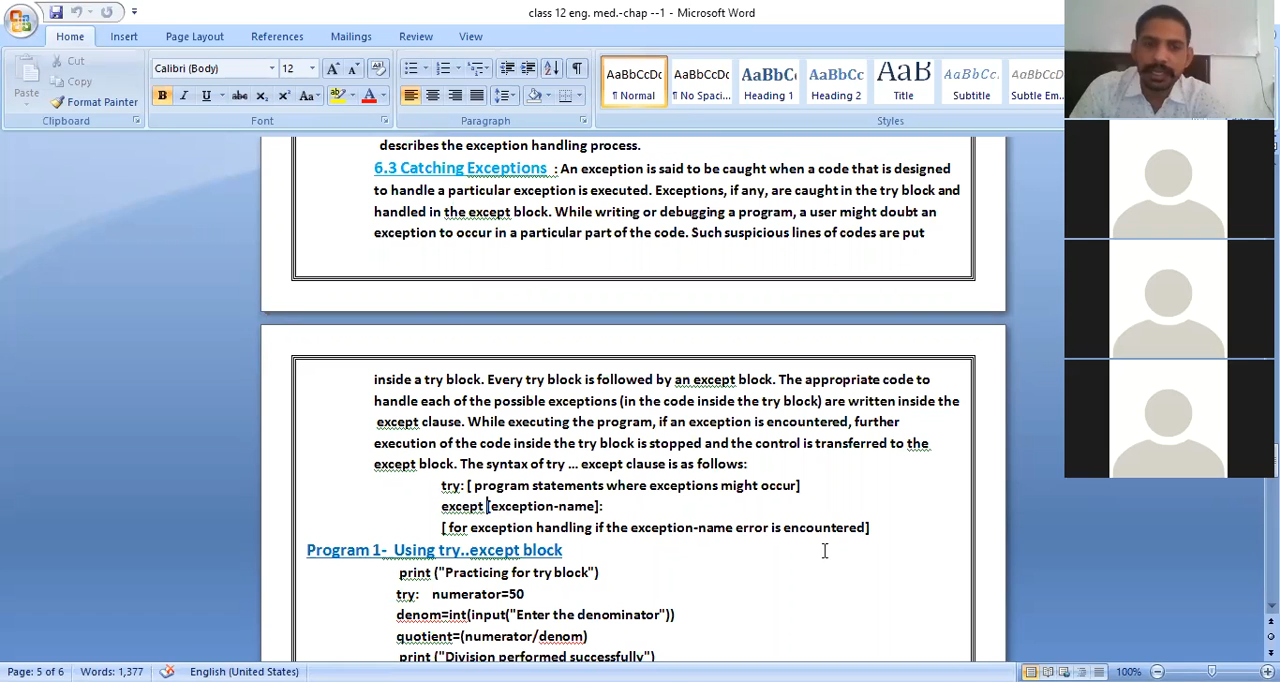 class 12 eng. med.-chap --1 - Microsoft Word
Home Insert Page Layout References Mailings Review View
Cut
Copy
Format Painter
Paste
Clipboard
Calibri (Body) 12
Font
Paragraph
AaBbCcDc AaBbCcDc AaBbC AaBbCc AaB AaBbCc. AaBbCcD
¶ Normal ¶ No Spaci... Heading 1 Heading 2 Title Subtitle Subtle Em...
Styles
describes the exception handling process.
6.3 Catching Exceptions : An exception is said to be caught when a code that is designed
to handle a particular exception is executed. Exceptions, if any, are caught in the try block and
handled in the except block. While writing or debugging a program, a user might doubt an
exception to occur in a particular part of the code. Such suspicious lines of codes are put
inside a try block. Every try block is followed by an except block. The appropriate code to
handle each of the possible exceptions (in the code inside the try block) are written inside the
except clause. While executing the program, if an exception is encountered, further
execution of the code inside the try block is stopped and the control is transferred to the
except block. The syntax of try … except clause is as follows:
try: [ program statements where exceptions might occur]
except [exception-name]:
[ for exception handling if the exception-name error is encountered]
Program 1- Using try..except block
print ("Practicing for try block")
try: numerator=50
denom=int(input("Enter the denominator"))
quotient=(numerator/denom)
print ("Division performed successfully")
Page: 5 of 6 Words: 1,377 English (United States) 100%